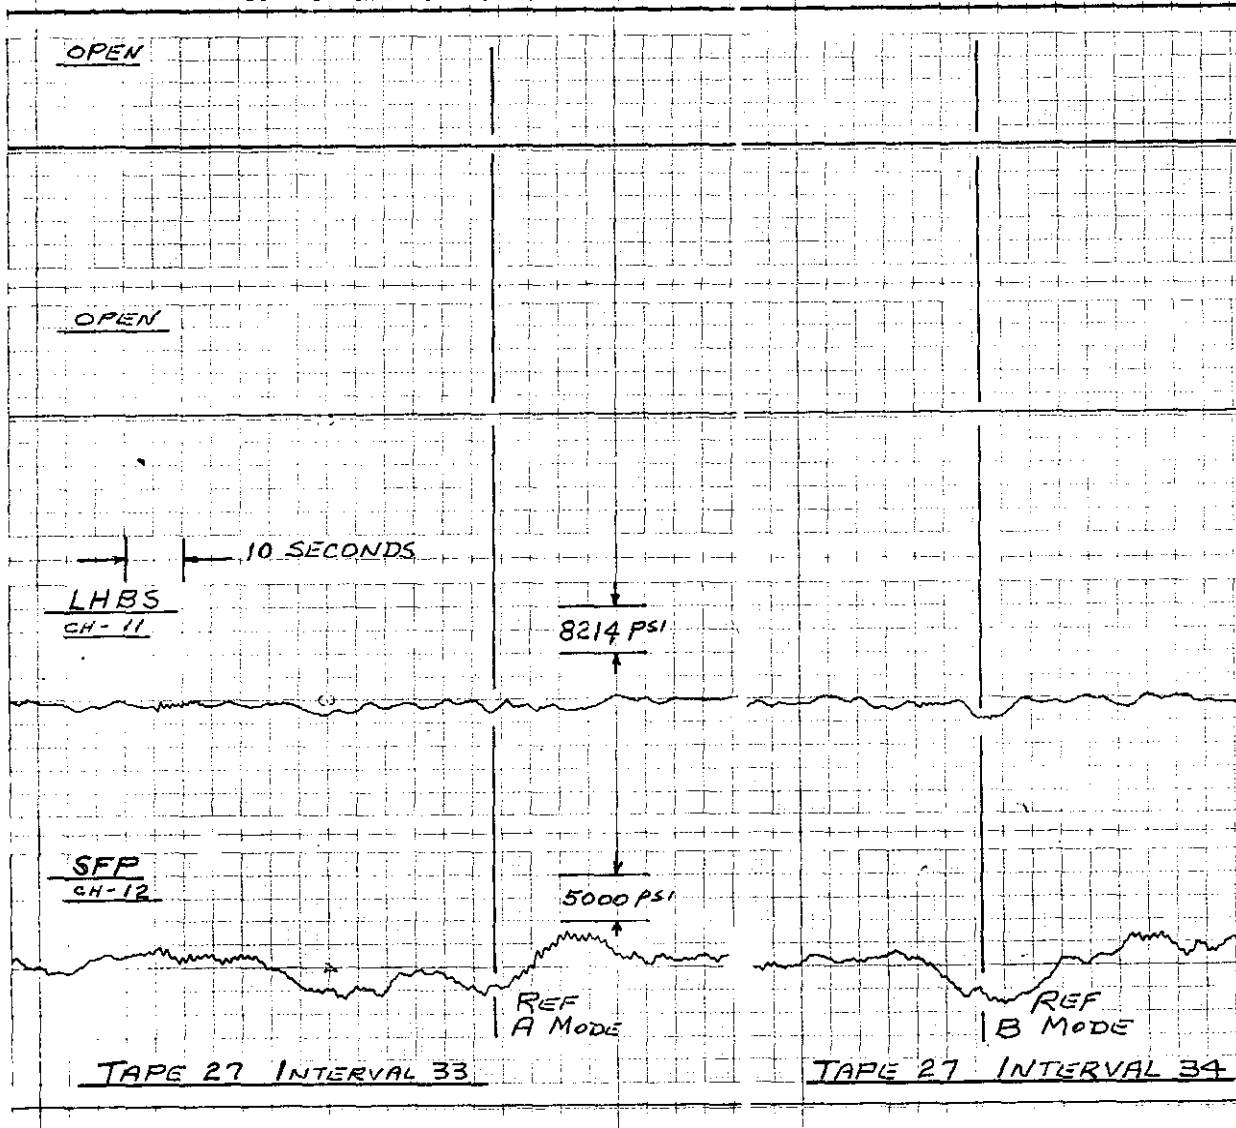 OPEN
OPEN
10 SECONDS
LHBS
CH-11
8214 PSI
SFP
CH-12
5000 PSI
REF
A MODE
REF
B MODE
TAPE 27 INTERVAL 33
TAPE 27 INTERVAL 34